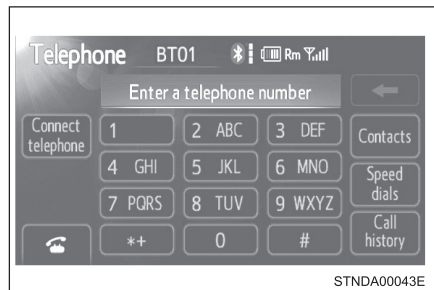 Telephone BT01 Rm
Enter a telephone number
Connect telephone
1
2 ABC
3 DEF
Contacts
4 GHI
5 JKL
6 MNO
Speed dials
7 PQRS
8 TUV
9 WXYZ
Call history
*+
0
#
STNDA00043E